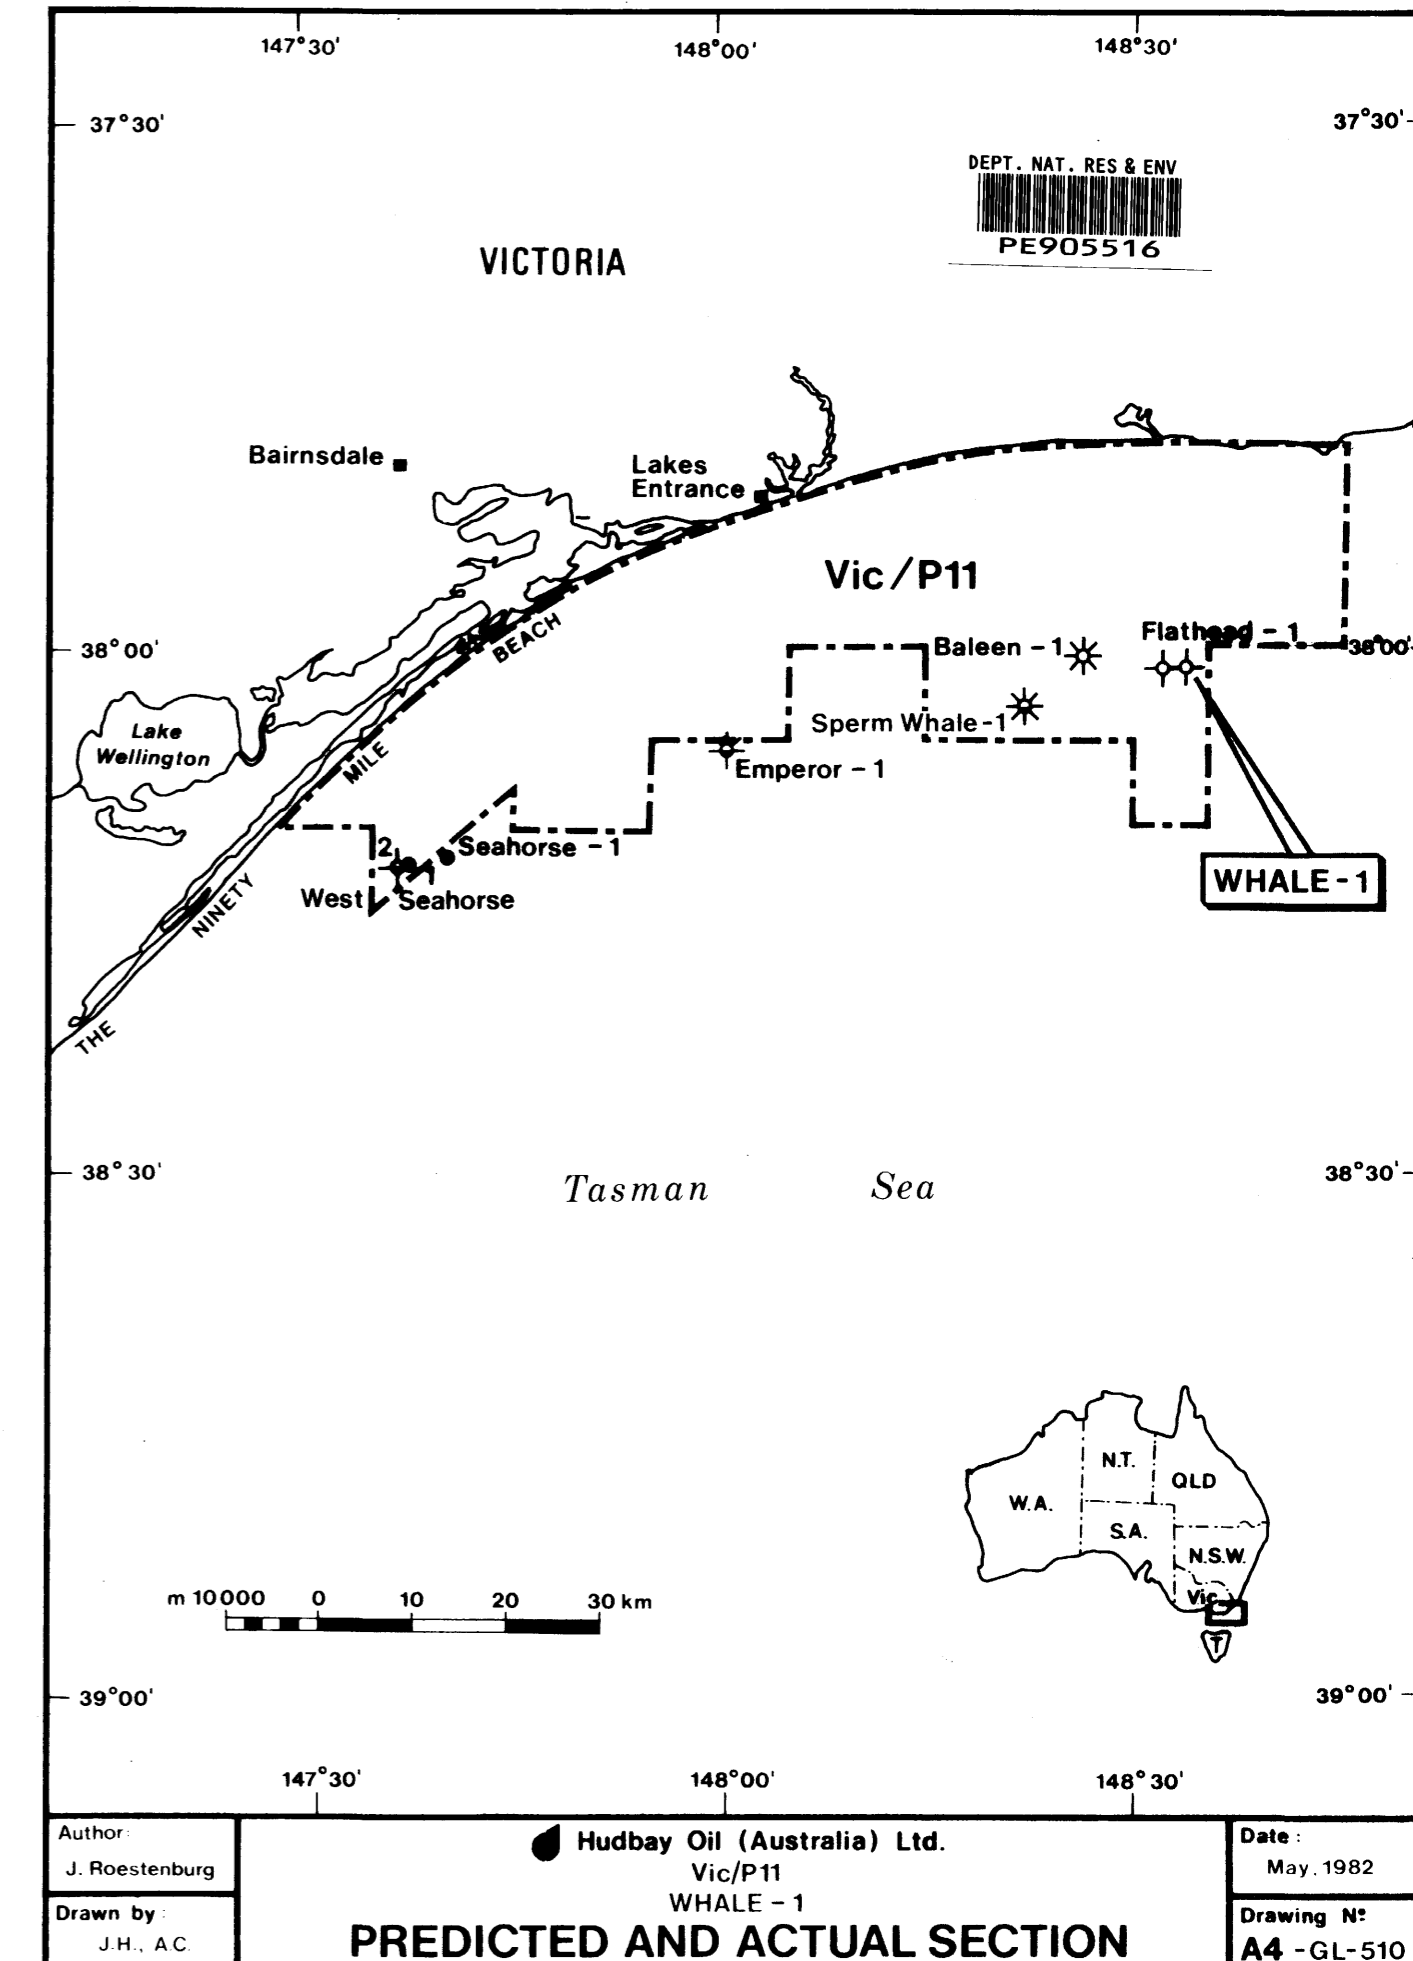 147°30'
148°00'
148°30'
37°30'
37°30'
DEPT. NAT. RES & ENV
PE905516
VICTORIA
Bairnsdale
Lakes
Entrance
Vic/P11
BEACH
38°00'
Baleen - 1
Flathead - 1
38°00'
Lake
Wellington
MILE
Sperm Whale -1
Emperor - 1
2
Seahorse - 1
1
West Seahorse
WHALE - 1
NINETY
THE
38°30'
Tasman Sea
38°30'
N.T.
QLD
W.A.
S.A.
N.S.W.
Vic
T
m 10000 0 10 20 30 km
39°00'
39°00'
147°30'
148°00'
148°30'
Author:
J. Roestenburg
Drawn by:
J.H., A.C.
Hudbay Oil (Australia) Ltd.
Vic/P11
WHALE - 1
PREDICTED AND ACTUAL SECTION
Date:
May, 1982
Drawing Nº
A4 -GL-510